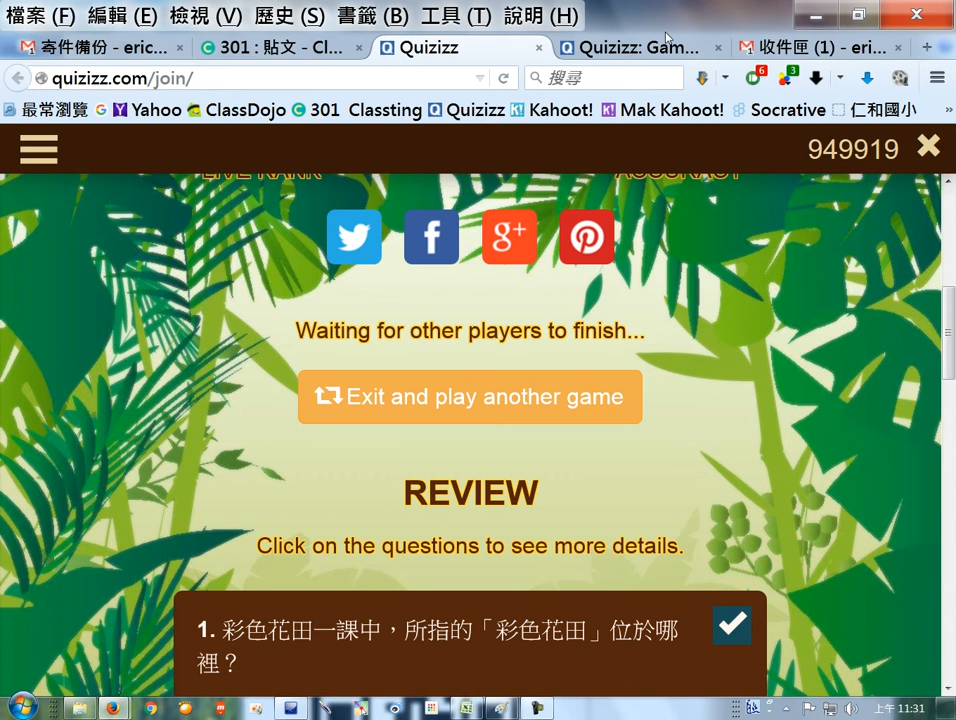 檔案 (F) 編輯 (E) 檢視 (V) 歷史 (S) 書籤 (B) 工具 (T) 說明 (H)
寄件備份 - eric... × 301 : 貼文 - Cl... × Quizizz × Quizizz: Gam... × 收件匣 (1) - eri... × +
quizizz.com/join/ 搜尋 6 3
最常瀏覽 Yahoo ClassDojo 301 Classting Quizizz Kahoot! Mak Kahoot! Socrative 仁和國小 »
949919
LIVE RANK ACCURACY
Waiting for other players to finish...
Exit and play another game
REVIEW
Click on the questions to see more details.
1. 彩色花田一課中，所指的「彩色花田」位於哪
裡？
上午 11:31